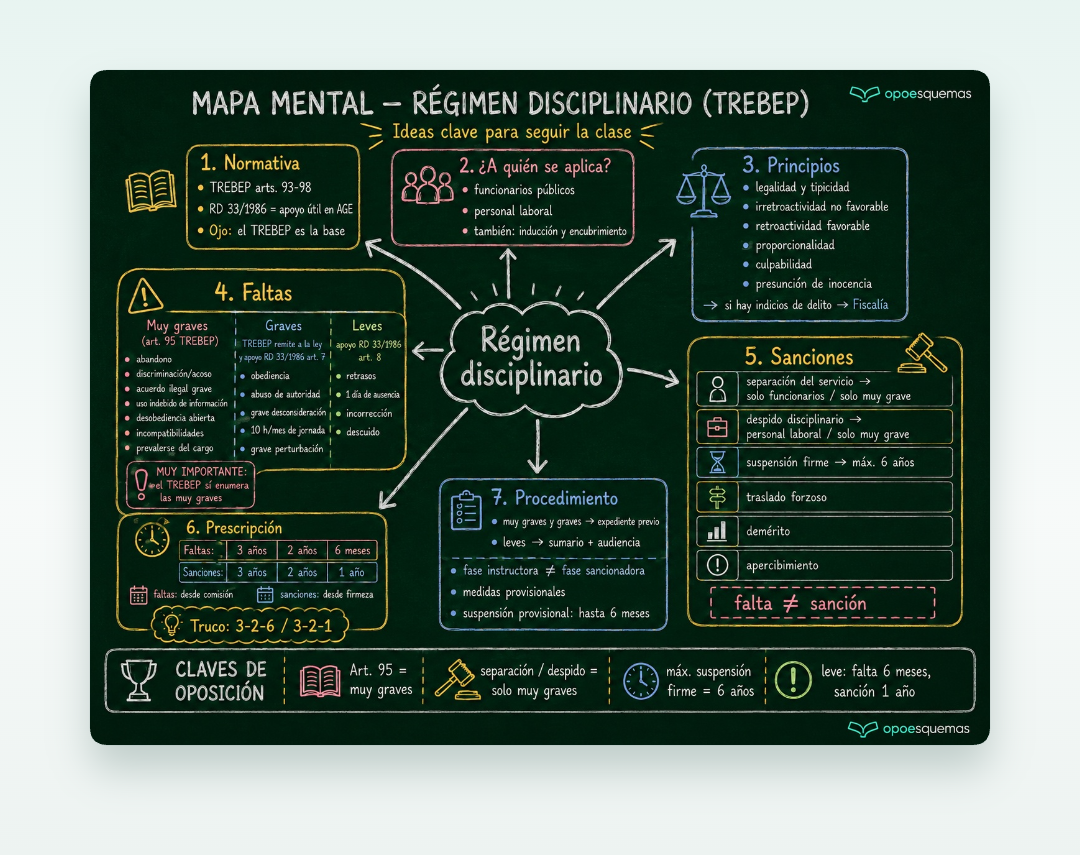 MAPA MENTAL – RÉGIMEN DISCIPLINARIO (TREBEP)
opoesquemas
Ideas clave para seguir la clase
1. Normativa
TREBEP arts. 93-98
RD 33/1986 = apoyo útil en AGE
Ojo: el TREBEP es la base
2. ¿A quién se aplica?
funcionarios públicos
personal laboral
también: inducción y encubrimiento
3. Principios
legalidad y tipicidad
irretroactividad no favorable
retroactividad favorable
proporcionalidad
culpabilidad
presunción de inocencia
→ si hay indicios de delito → Fiscalía
Régimen
disciplinario
4. Faltas
Muy graves
(art. 95 TREBEP)
abandono
discriminación/acoso
acuerdo ilegal grave
uso indebido de información
desobediencia abierta
incompatibilidades
prevalerse del cargo
Graves
TREBEP remite a la ley
y apoyo RD 33/1986 art. 7
obediencia
abuso de autoridad
grave desconsideración
10 h/mes de jornada
grave perturbación
Leves
apoyo RD 33/1986
art. 8
retrasos
1 día de ausencia
incorrección
descuido
MUY IMPORTANTE:
el TREBEP sí enumera
las muy graves
5. Sanciones
separación del servicio →
solo funcionarios / solo muy grave
despido disciplinario →
personal laboral / solo muy grave
suspensión firme → máx. 6 años
traslado forzoso
demérito
apercibimiento
falta ≠ sanción
6. Prescripción
Faltas: 3 años 2 años 6 meses
Sanciones: 3 años 2 años 1 año
faltas: desde comisión
sanciones: desde firmeza
Truco: 3-2-6 / 3-2-1
7. Procedimiento
muy graves y graves → expediente previo
leves → sumario + audiencia
fase instructora ≠ fase sancionadora
medidas provisionales
suspensión provisional: hasta 6 meses
CLAVES DE
OPOSICIÓN
Art. 95 =
muy graves
separación / despido =
solo muy graves
máx. suspensión
firme = 6 años
leve: falta 6 meses,
sanción 1 año
opoesquemas